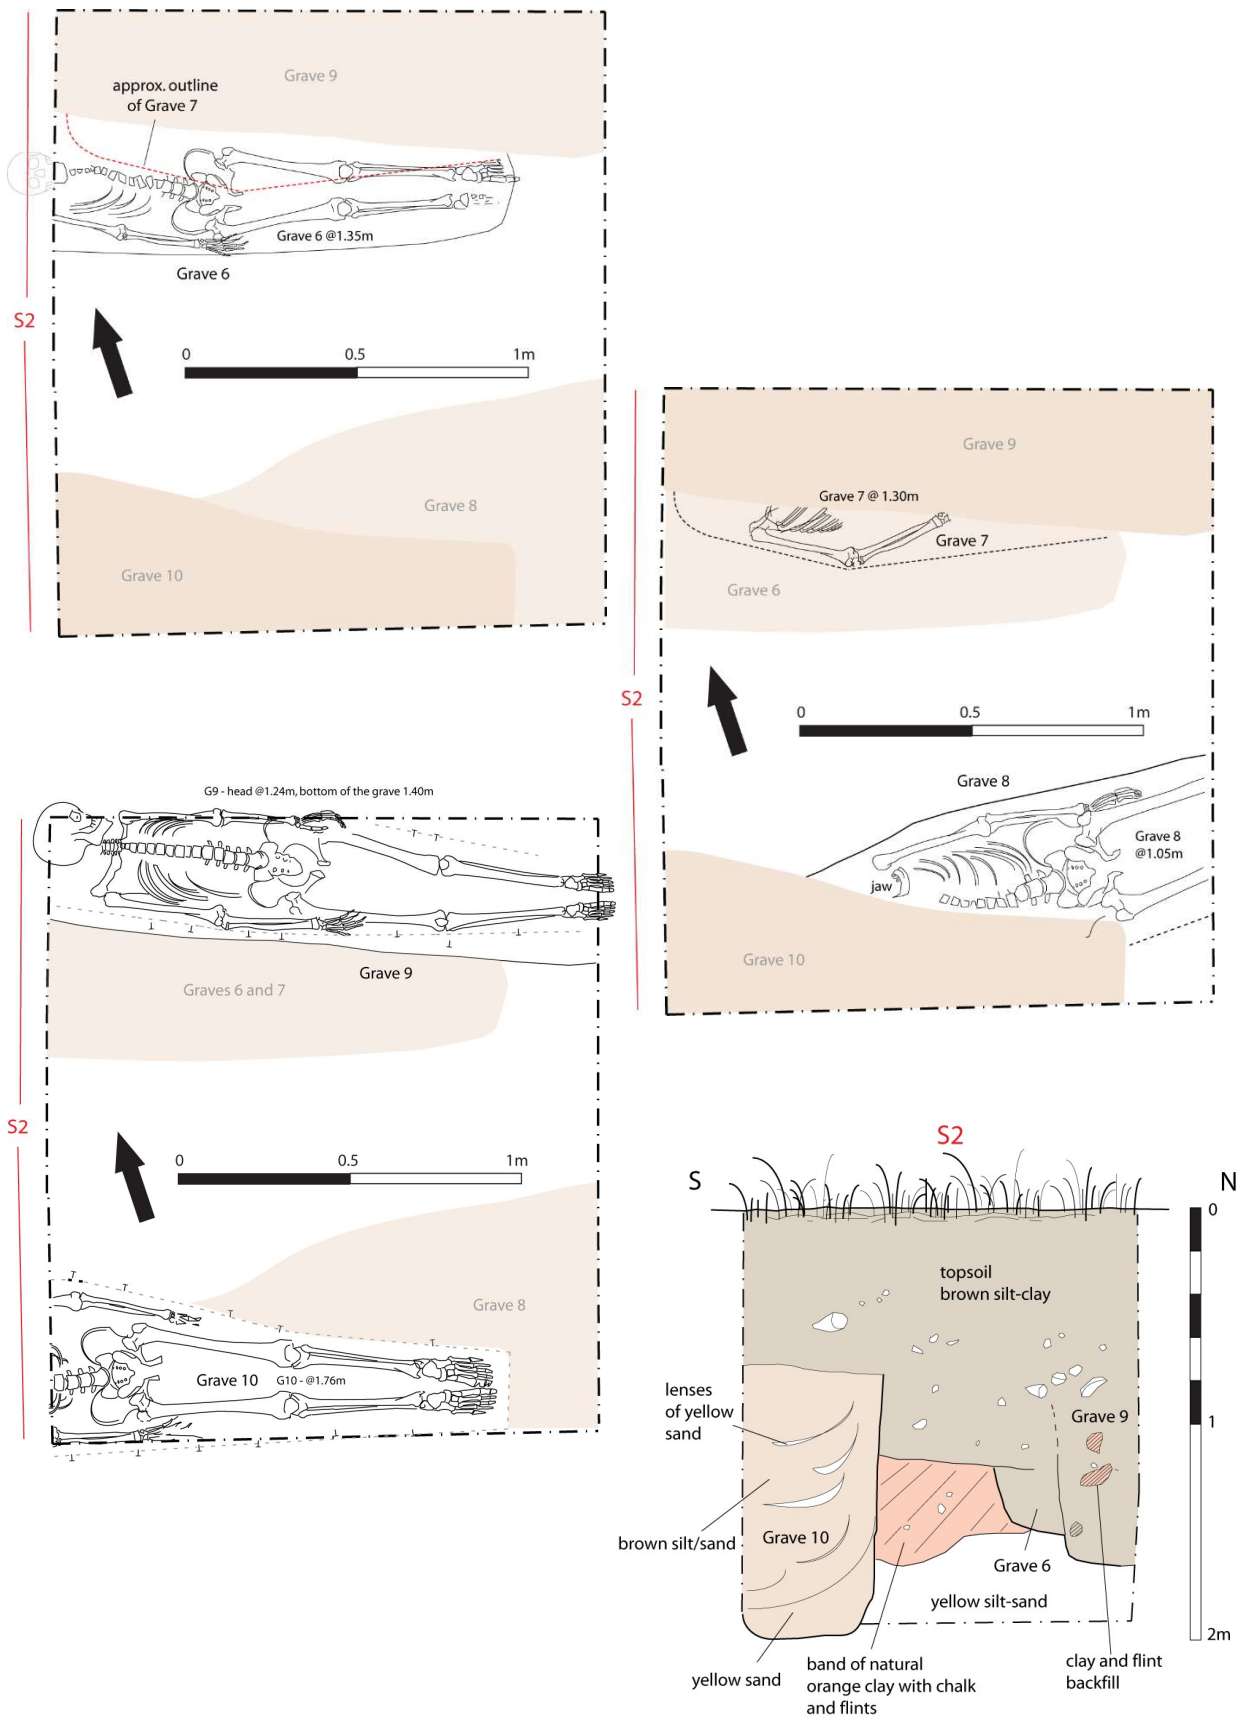 Grave 9
approx. outline
of Grave 7
Grave 6 @1.35m
Grave 6
S2
0 0.5 1m
Grave 8
Grave 10
Grave 9
Grave 7 @ 1.30m
Grave 7
Grave 6
S2
0 0.5 1m
Grave 8
Grave 8
@1.05m
jaw
Grave 10
G9 - head @1.24m, bottom of the grave 1.40m
Grave 9
Graves 6 and 7
S2
0 0.5 1m
Grave 8
Grave 10
G10 - @1.76m
S2
S N
0
topsoil
brown silt-clay
lenses
of yellow
sand
Grave 9
1
brown silt/sand
Grave 10
Grave 6
yellow silt-sand
2m
yellow sand
band of natural
orange clay with chalk
and flints
clay and flint
backfill